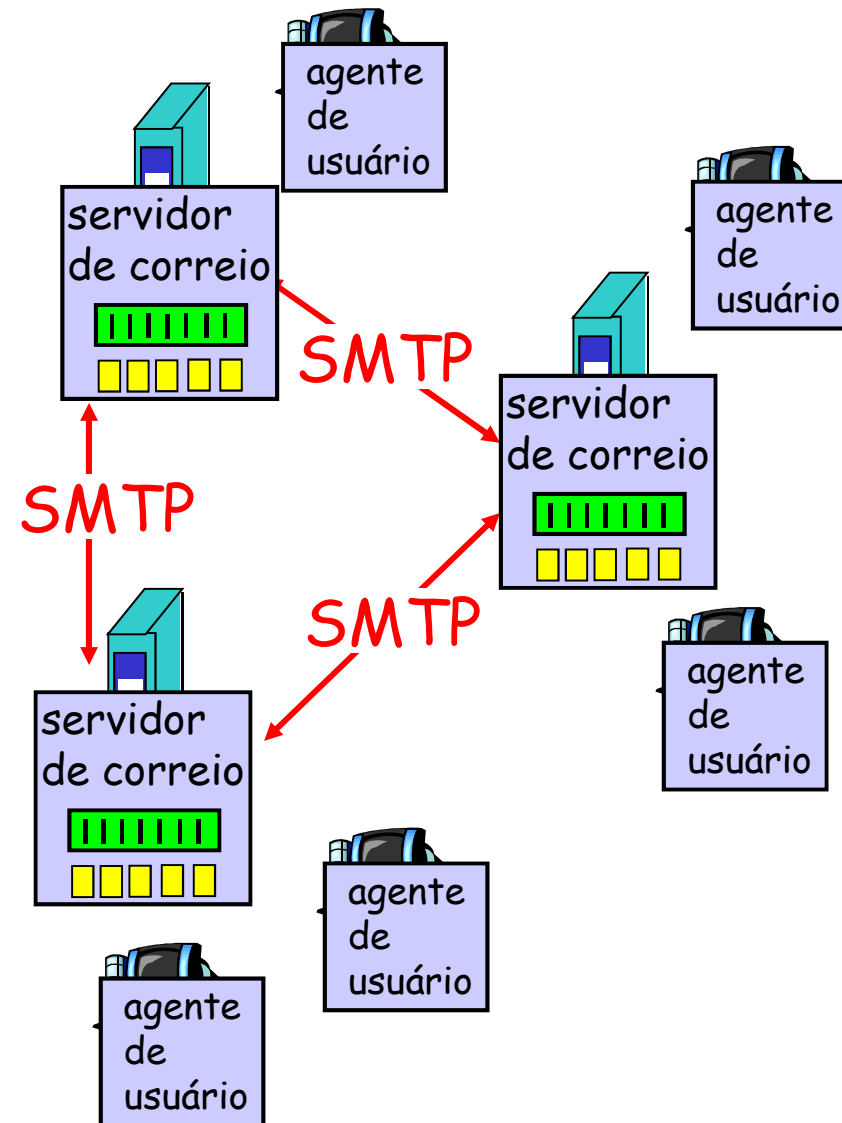 agente
de
usuário
servidor
de correio
agente
de
usuário
SMTP
servidor
de correio
SMTP
SMTP
agente
de
usuário
servidor
de correio
agente
de
usuário
agente
de
usuário